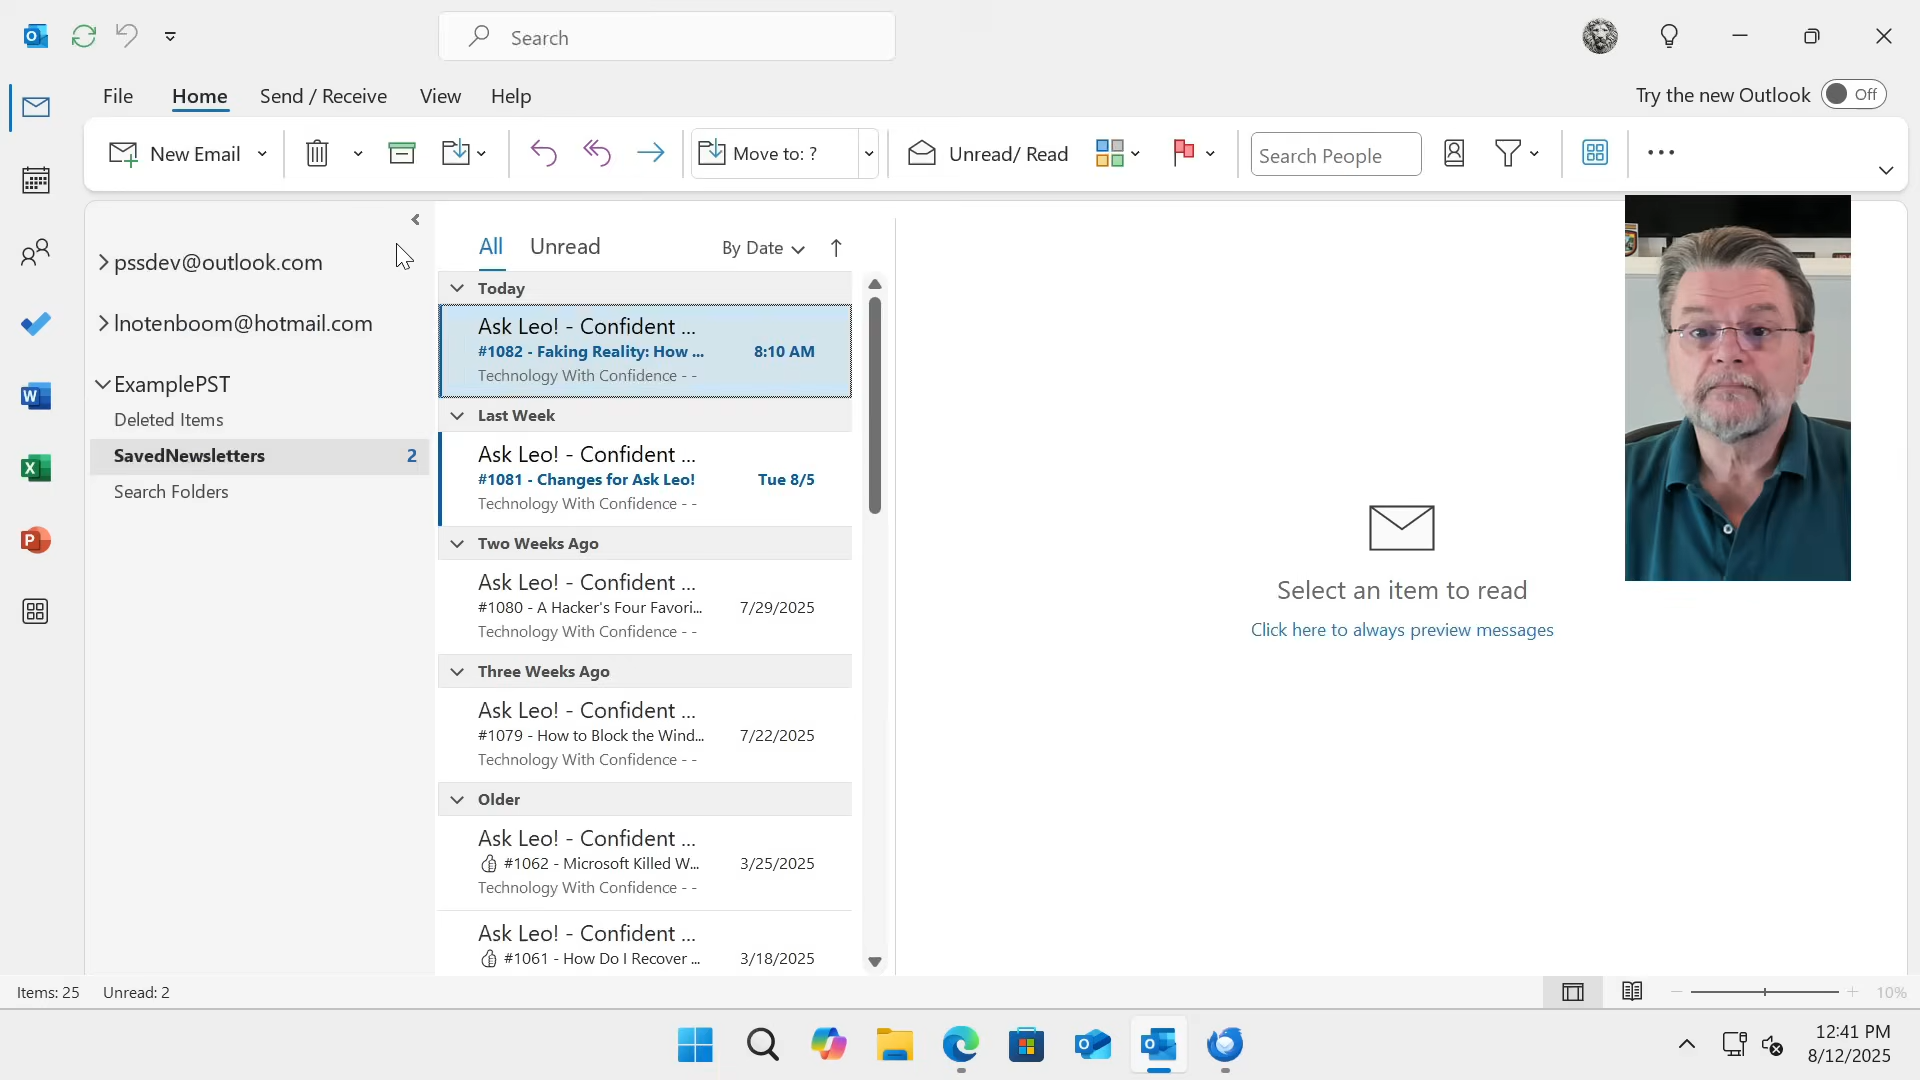 Search
File
Home
Send / Receive
View
Help
Try the new Outlook
Off
New Email
Move to: ?
Unread/ Read
Search People
pssdev@outlook.com
lnotenboom@hotmail.com
ExamplePST
Deleted Items
SavedNewsletters 2
Search Folders
All
Unread
By Date
Today
Ask Leo! - Confident ...
#1082 - Faking Reality: How ... 8:10 AM
Technology With Confidence - -
Last Week
Ask Leo! - Confident ...
#1081 - Changes for Ask Leo! Tue 8/5
Technology With Confidence - -
Two Weeks Ago
Ask Leo! - Confident ...
#1080 - A Hacker's Four Favori... 7/29/2025
Technology With Confidence - -
Three Weeks Ago
Ask Leo! - Confident ...
#1079 - How to Block the Wind... 7/22/2025
Technology With Confidence - -
Older
Ask Leo! - Confident ...
#1062 - Microsoft Killed W... 3/25/2025
Technology With Confidence - -
Ask Leo! - Confident ...
#1061 - How Do I Recover ... 3/18/2025
Select an item to read
Click here to always preview messages
Items: 25
Unread: 2
10%
12:41 PM
8/12/2025